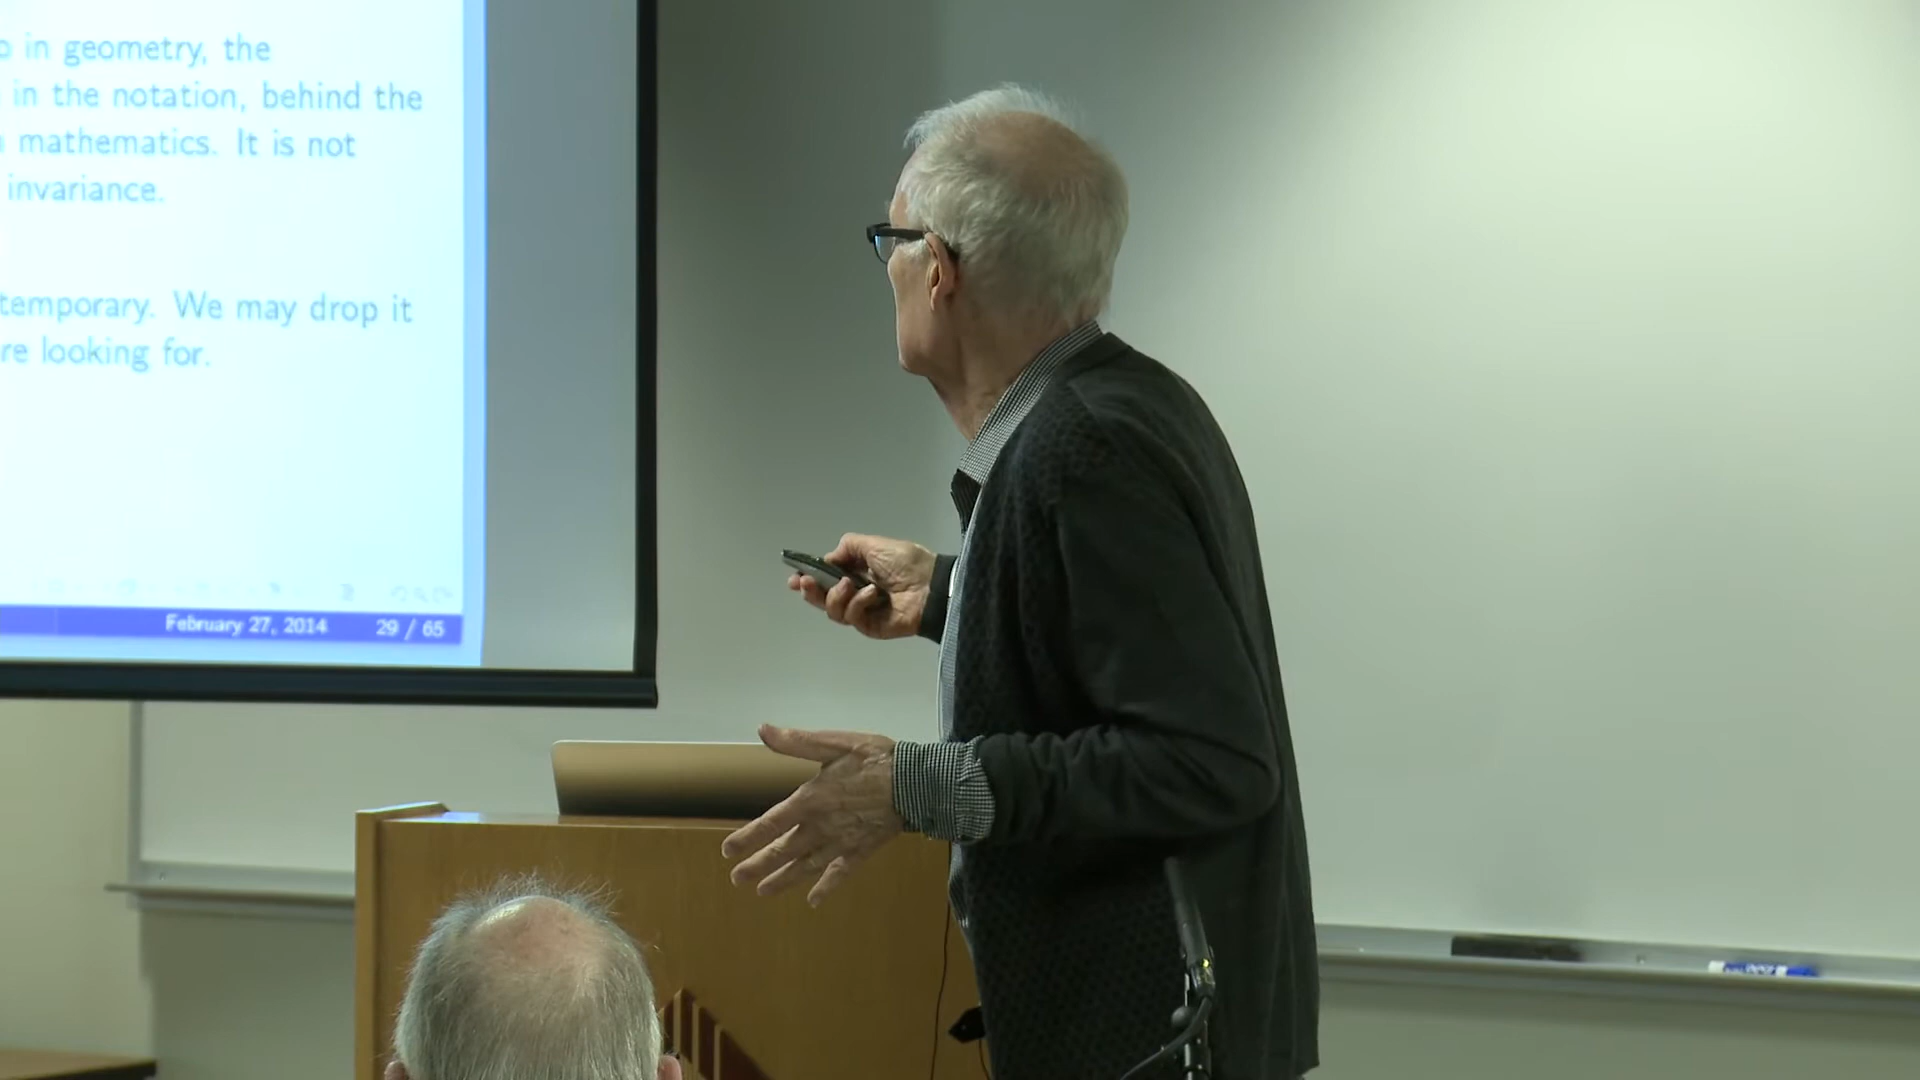 in geometry, the
in the notation, behind the
mathematics. It is not
invariance.
temporary. We may drop it
re looking for.
February 27, 2014 29 / 65